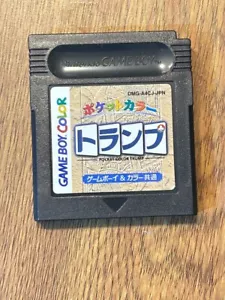 GAME BOY
DMG-A4CJ-JPN
GAME BOY COLOR
ポケットカラー
トランプ
POCKET COLOR TRUMP
ゲームボーイ&カラー共通